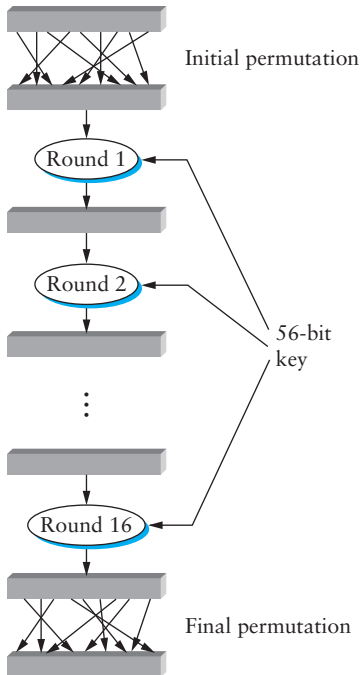 Initial permutation
Round 1
Round 2
56-bit
key
Round 16
Final permutation